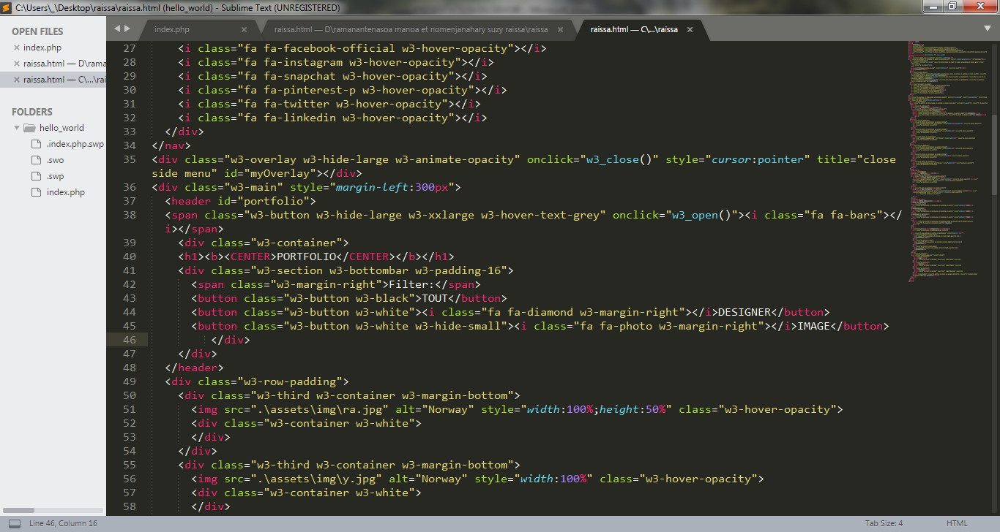 C:\Users\_\Desktop\raissa\raissa.html (hello_world) - Sublime Text (UNREGISTERED)
OPEN FILES
index.php
raissa.html — D\rama
raissa.html — C\...\rai
FOLDERS
hello_world
.index.php.swp
.swo
.swp
index.php
index.php
raissa.html — D\ramanantenasoa manoa et nomenjanahary suzy raissa\raissa
raissa.html — C\...\raissa
27 <i class="fa fa-facebook-official w3-hover-opacity"></i>
28 <i class="fa fa-instagram w3-hover-opacity"></i>
29 <i class="fa fa-snapchat w3-hover-opacity"></i>
30 <i class="fa fa-pinterest-p w3-hover-opacity"></i>
31 <i class="fa fa-twitter w3-hover-opacity"></i>
32 <i class="fa fa-linkedin w3-hover-opacity"></i>
33 </div>
34 </nav>
35 <div class="w3-overlay w3-hide-large w3-animate-opacity" onclick="w3_close()" style="cursor:pointer" title="close
side menu" id="myOverlay"></div>
36 <div class="w3-main" style="margin-left:300px">
37 <header id="portfolio">
38 <span class="w3-button w3-hide-large w3-xxlarge w3-hover-text-grey" onclick="w3_open()"><i class="fa fa-bars"></
i></span>
39 <div class="w3-container">
40 <h1><b><CENTER>PORTFOLIO</CENTER></b></h1>
41 <div class="w3-section w3-bottombar w3-padding-16">
42 <span class="w3-margin-right">Filter:</span>
43 <button class="w3-button w3-black">TOUT</button>
44 <button class="w3-button w3-white"><i class="fa fa-diamond w3-margin-right"></i>DESIGNER</button>
45 <button class="w3-button w3-white w3-hide-small"><i class="fa fa-photo w3-margin-right"></i>IMAGE</button>
46 </div>
47 </div>
48 </header>
49 <div class="w3-row-padding">
50 <div class="w3-third w3-container w3-margin-bottom">
51 <img src=".\assets\img\ra.jpg" alt="Norway" style="width:100%;height:50%" class="w3-hover-opacity">
52 <div class="w3-container w3-white">
53 </div>
54 </div>
55 <div class="w3-third w3-container w3-margin-bottom">
56 <img src=".\assets\img\y.jpg" alt="Norway" style="width:100%" class="w3-hover-opacity">
57 <div class="w3-container w3-white">
58 </div>
Line 46, Column 16
Tab Size: 4
HTML